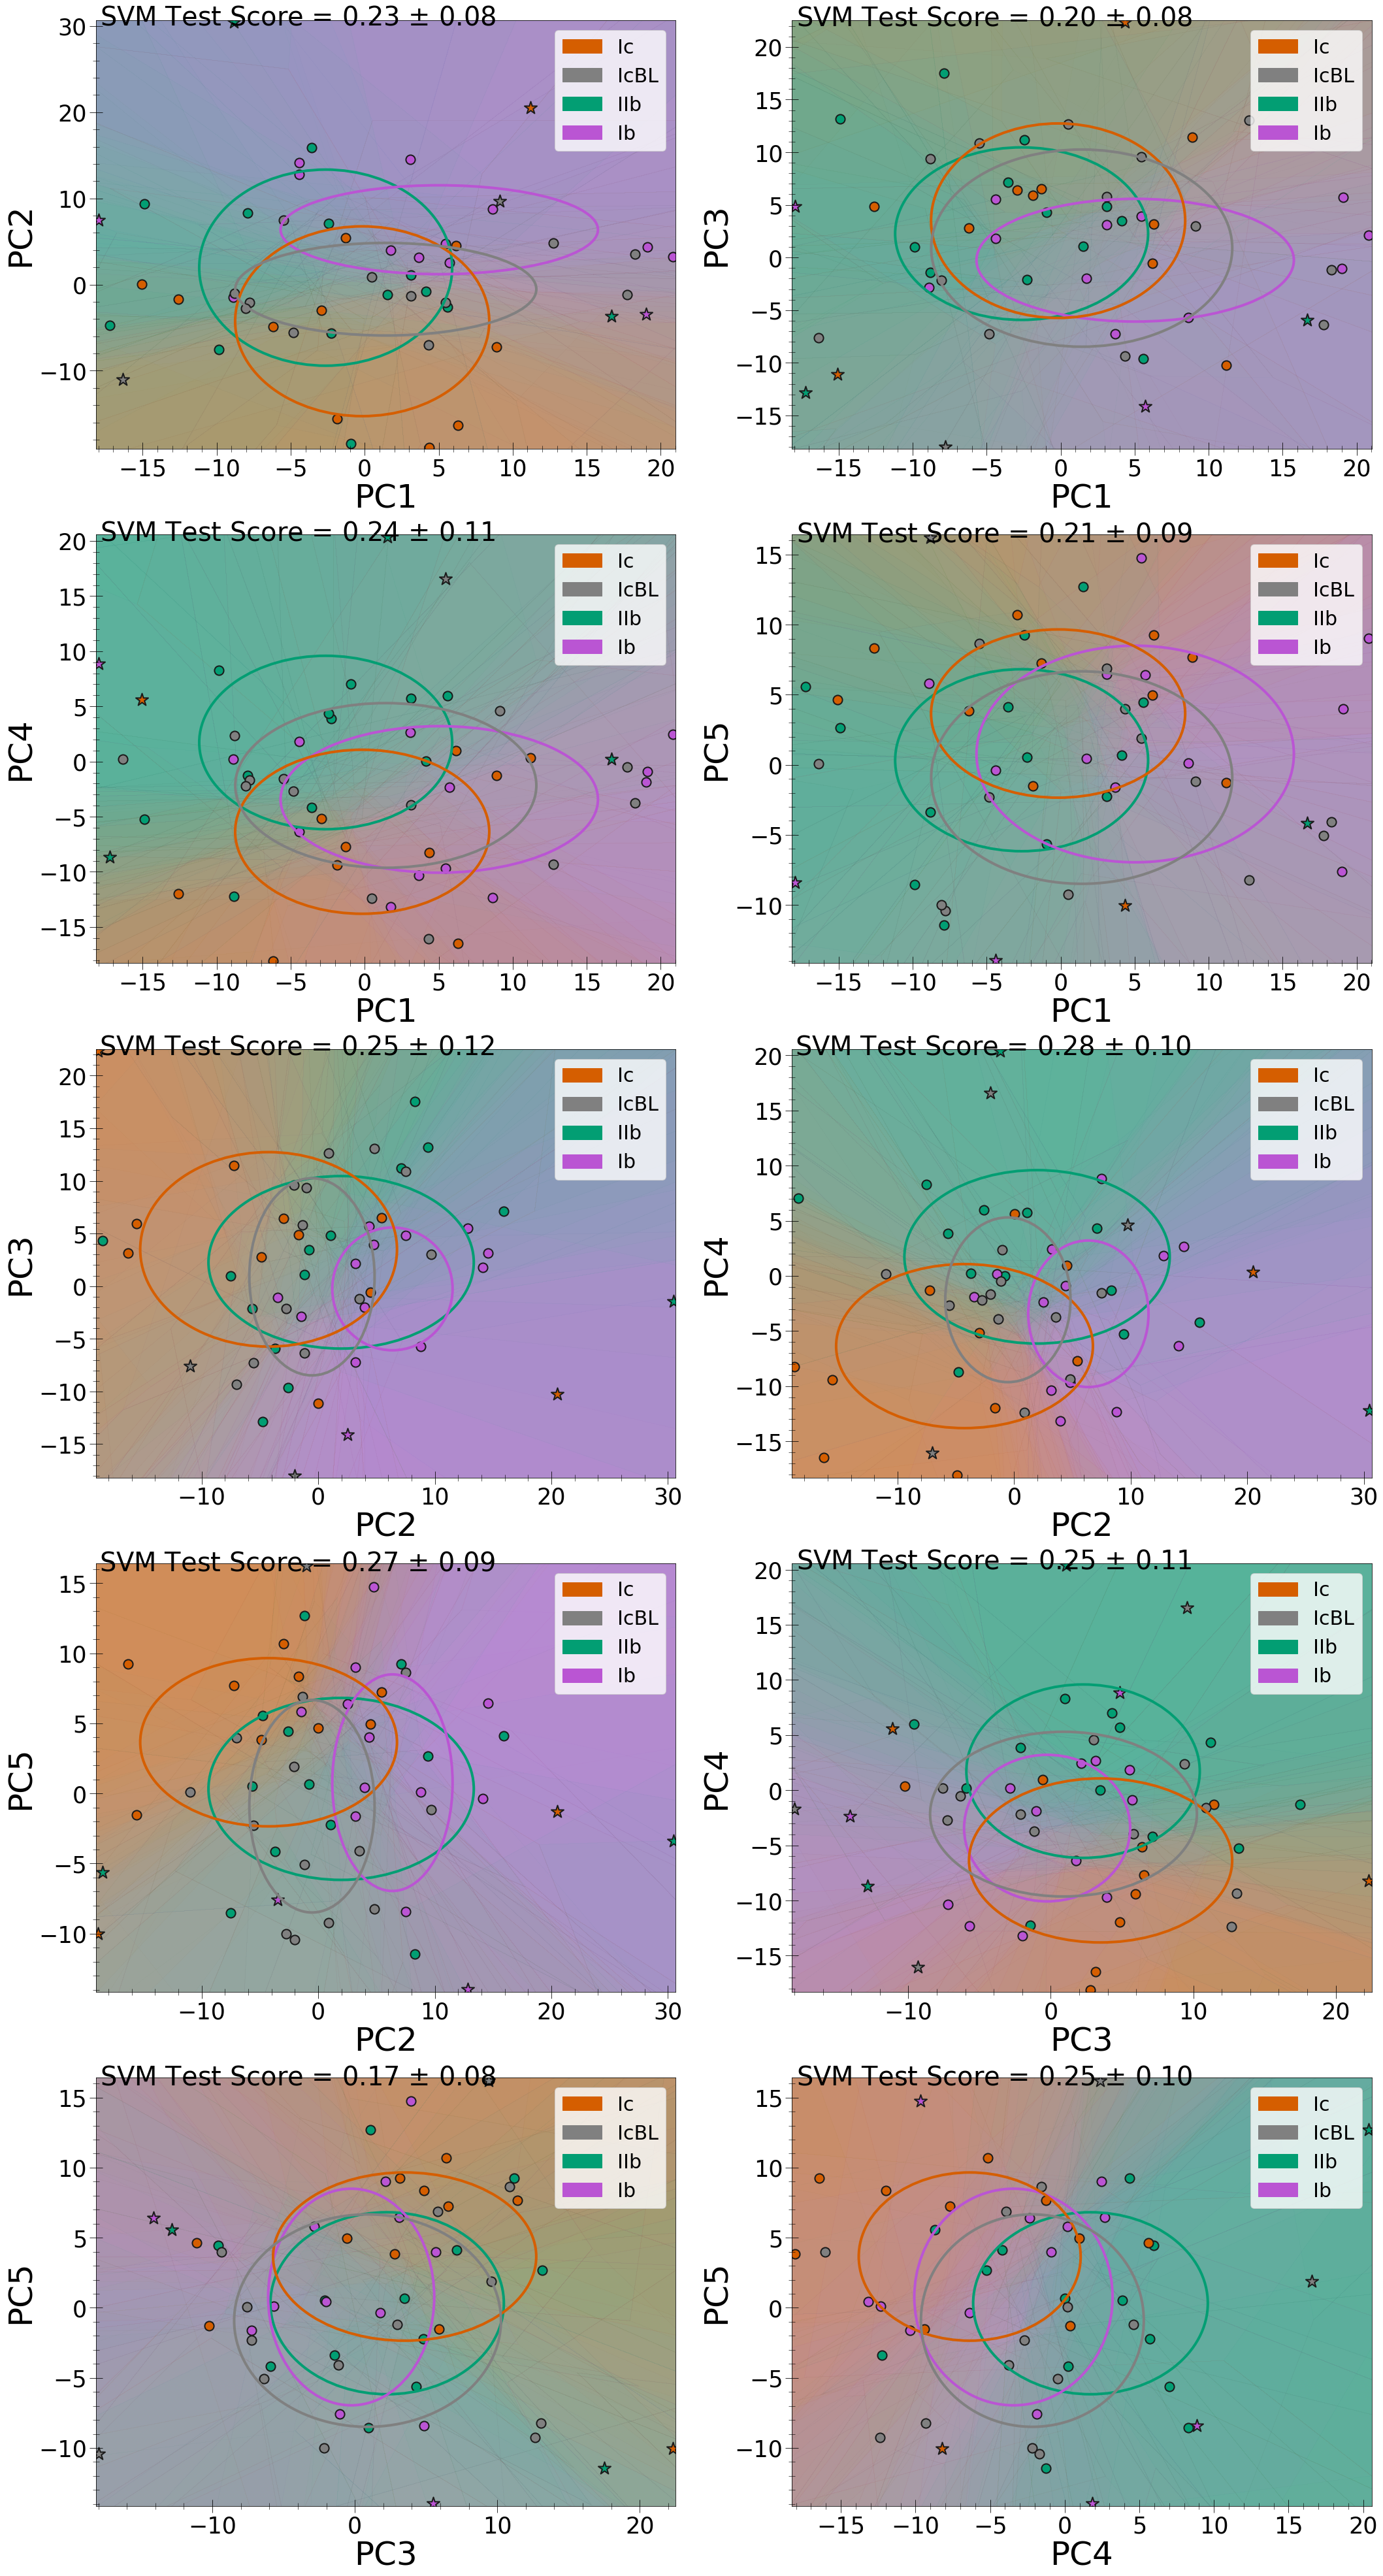 SVM Test Score = 0.23 ± 0.08
30
20
10
0
−10
PC2
Ic
IcBL
IIb
Ib
−15 −10 −5 0 5 10 15 20
PC1
SVM Test Score = 0.20 ± 0.08
20
15
10
5
0
−5
−10
−15
PC3
Ic
IcBL
IIb
Ib
−15 −10 −5 0 5 10 15 20
PC1
SVM Test Score = 0.24 ± 0.11
20
15
10
5
0
−5
−10
−15
PC4
Ic
IcBL
IIb
Ib
−15 −10 −5 0 5 10 15 20
PC1
SVM Test Score = 0.21 ± 0.09
15
10
5
0
−5
−10
PC5
Ic
IcBL
IIb
Ib
−15 −10 −5 0 5 10 15 20
PC1
SVM Test Score = 0.25 ± 0.12
20
15
10
5
0
−5
−10
−15
PC3
Ic
IcBL
IIb
Ib
−10 0 10 20 30
PC2
SVM Test Score = 0.28 ± 0.10
20
15
10
5
0
−5
−10
−15
PC4
Ic
IcBL
IIb
Ib
−10 0 10 20 30
PC2
SVM Test Score = 0.27 ± 0.09
15
10
5
0
−5
−10
PC5
Ic
IcBL
IIb
Ib
−10 0 10 20 30
PC2
SVM Test Score = 0.25 ± 0.11
20
15
10
5
0
−5
−10
−15
PC4
Ic
IcBL
IIb
Ib
−10 0 10 20
PC3
SVM Test Score = 0.17 ± 0.08
15
10
5
0
−5
−10
PC5
Ic
IcBL
IIb
Ib
−10 0 10 20
PC3
SVM Test Score = 0.25 ± 0.10
15
10
5
0
−5
−10
PC5
Ic
IcBL
IIb
Ib
−15 −10 −5 0 5 10 15 20
PC4